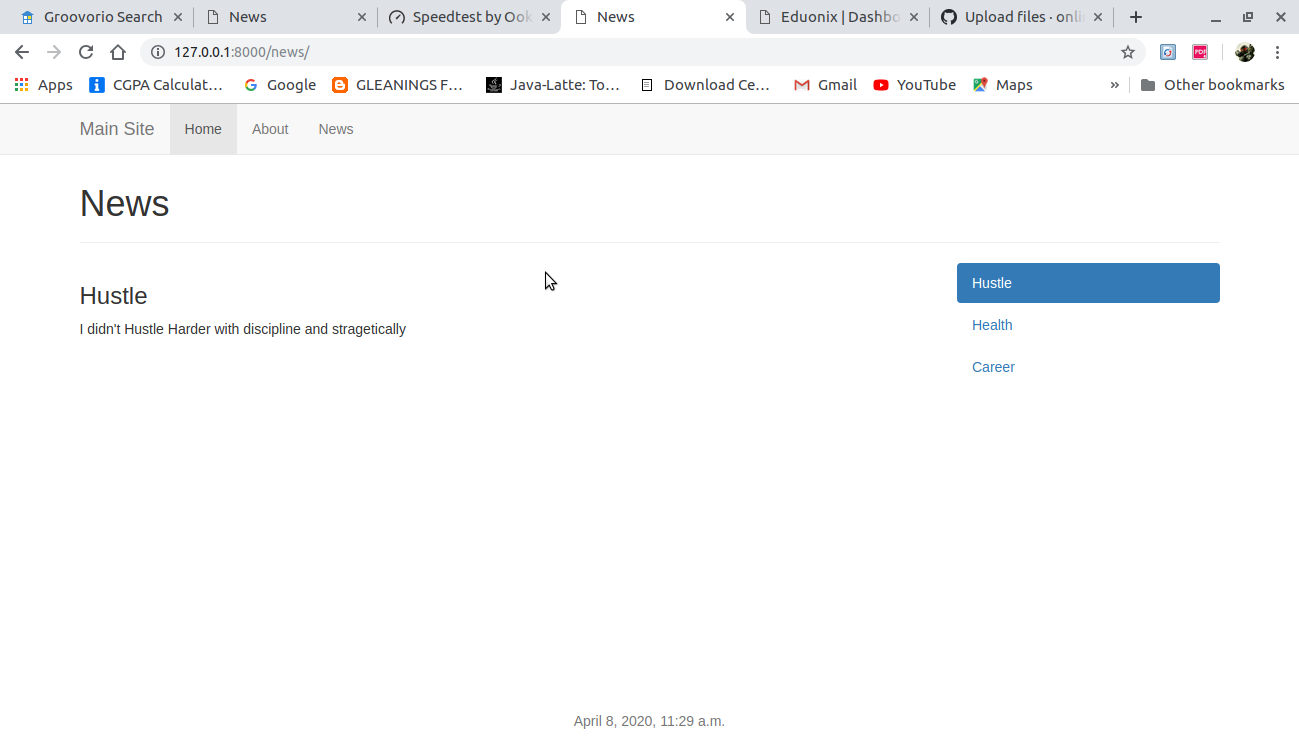 Groovorio Search News Speedtest by Ook News Eduonix | Dashbo Upload files · onli
127.0.0.1:8000/news/
Apps CGPA Calculat… Google GLEANINGS F… Java-Latte: To… Download Ce… Gmail YouTube Maps » Other bookmarks
Main Site Home About News
News
Hustle
I didn't Hustle Harder with discipline and stragetically
Hustle
Health
Career
April 8, 2020, 11:29 a.m.